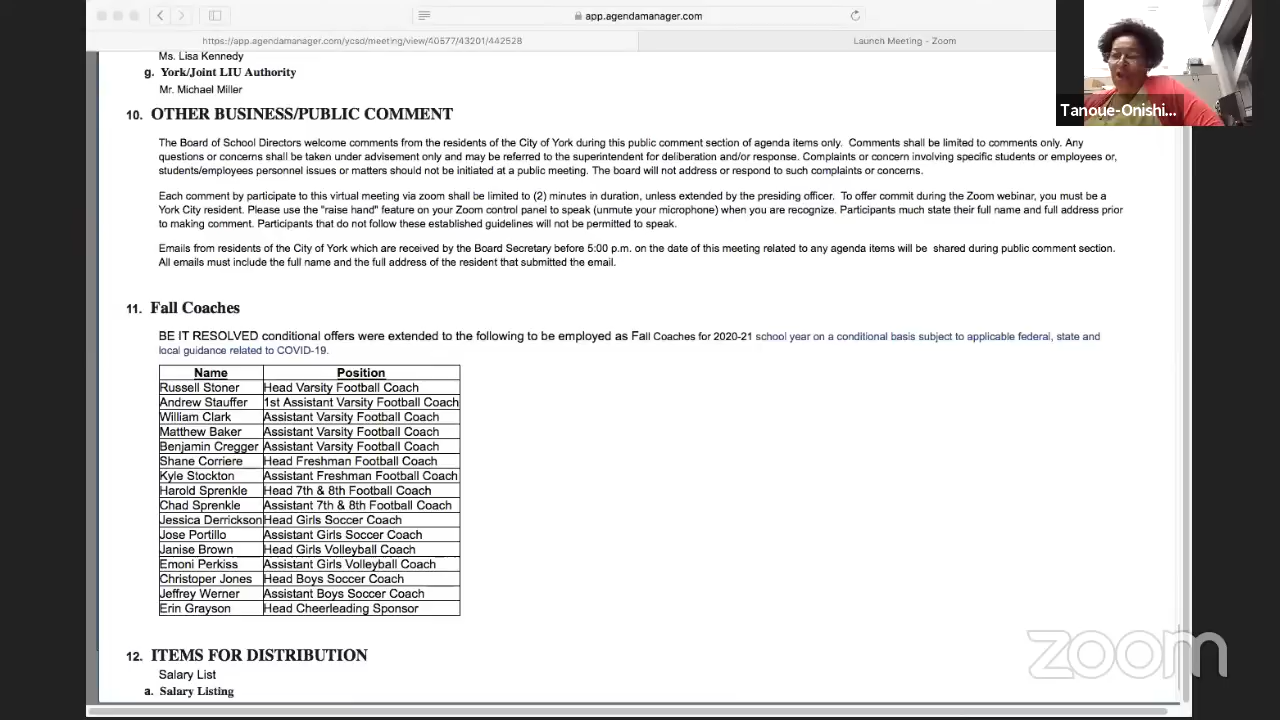 app.agendamanager.com
https://app.agendamanager.com/ycsd/meeting/view/40577/43201/442528
Launch Meeting - Zoom
Ms. Lisa Kennedy
g. York/Joint LIU Authority
Mr. Michael Miller
Tanoue-Onishi...
10. OTHER BUSINESS/PUBLIC COMMENT
The Board of School Directors welcome comments from the residents of the City of York during this public comment section of agenda items only. Comments shall be limited to comments only. Any
questions or concerns shall be taken under advisement only and may be referred to the superintendent for deliberation and/or response. Complaints or concern involving specific students or employees or,
students/employees personnel issues or matters should not be initiated at a public meeting. The board will not address or respond to such complaints or concerns.
Each comment by participate to this virtual meeting via zoom shall be limited to (2) minutes in duration, unless extended by the presiding officer. To offer commit during the Zoom webinar, you must be a
York City resident. Please use the "raise hand" feature on your Zoom control panel to speak (unmute your microphone) when you are recognize. Participants much state their full name and full address prior
to making comment. Participants that do not follow these established guidelines will not be permitted to speak.
Emails from residents of the City of York which are received by the Board Secretary before 5:00 p.m. on the date of this meeting related to any agenda items will be shared during public comment section.
All emails must include the full name and the full address of the resident that submitted the email.
11. Fall Coaches
BE IT RESOLVED conditional offers were extended to the following to be employed as Fall Coaches for 2020-21 school year on a conditional basis subject to applicable federal, state and
local guidance related to COVID-19.
Name Position
Russell Stoner Head Varsity Football Coach
Andrew Stauffer 1st Assistant Varsity Football Coach
William Clark Assistant Varsity Football Coach
Matthew Baker Assistant Varsity Football Coach
Benjamin Cregger Assistant Varsity Football Coach
Shane Corriere Head Freshman Football Coach
Kyle Stockton Assistant Freshman Football Coach
Harold Sprenkle Head 7th & 8th Football Coach
Chad Sprenkle Assistant 7th & 8th Football Coach
Jessica Derrickson Head Girls Soccer Coach
Jose Portillo Assistant Girls Soccer Coach
Janise Brown Head Girls Volleyball Coach
Emoni Perkiss Assistant Girls Volleyball Coach
Christoper Jones Head Boys Soccer Coach
Jeffrey Werner Assistant Boys Soccer Coach
Erin Grayson Head Cheerleading Sponsor
12. ITEMS FOR DISTRIBUTION
Salary List
a. Salary Listing
zoom